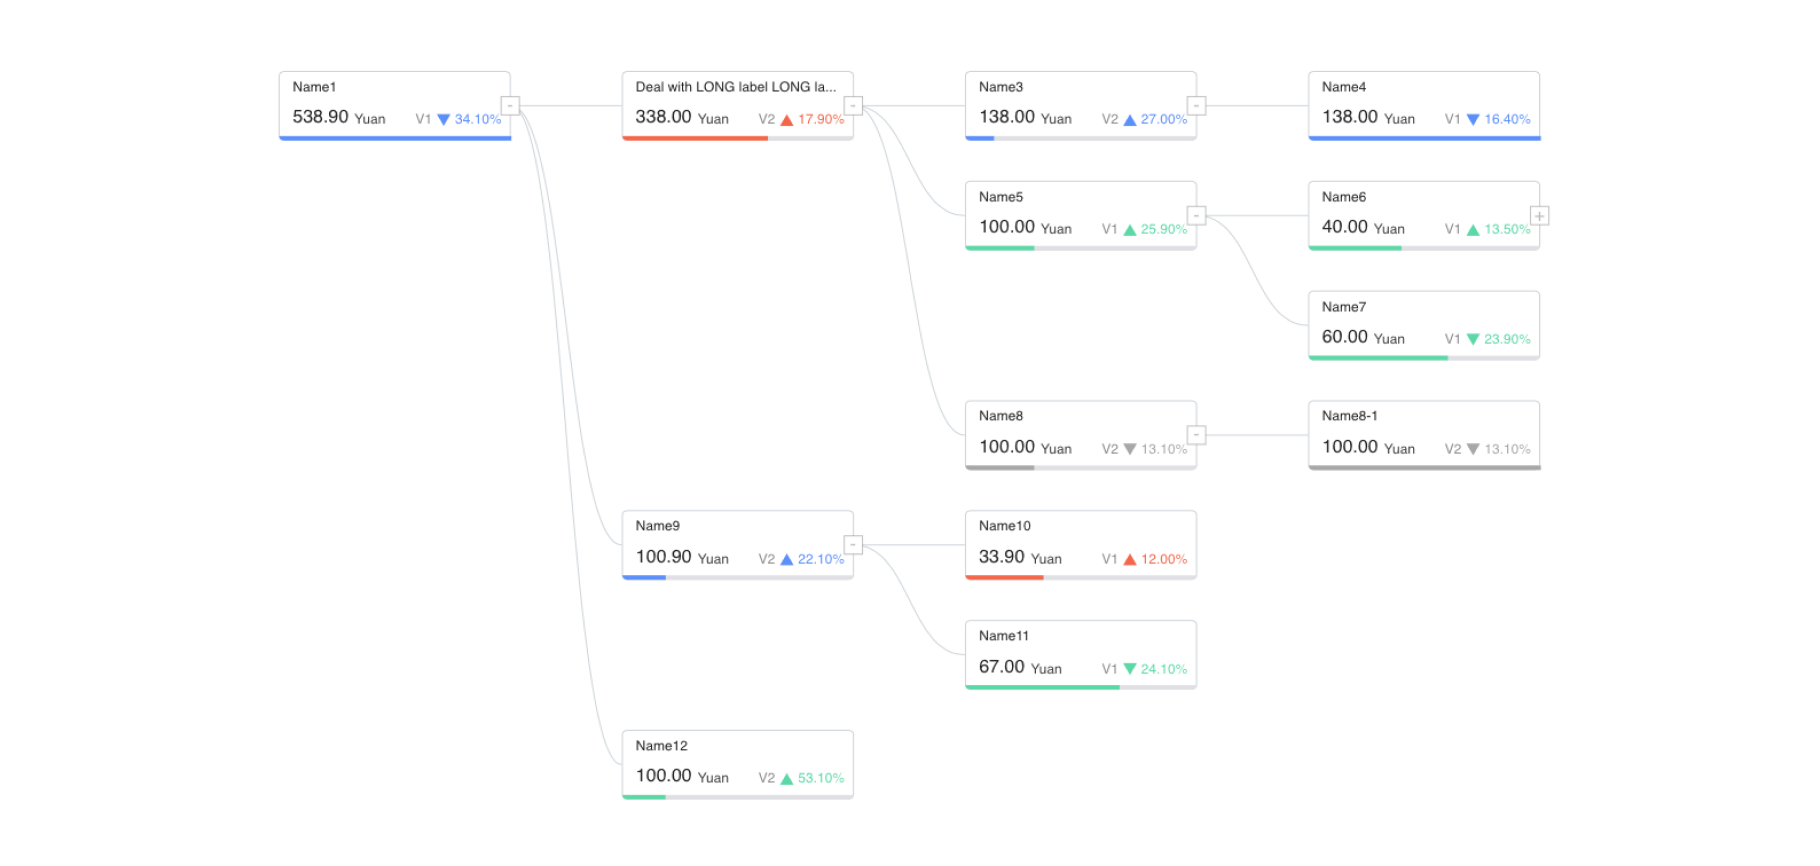 Name1
538.90 Yuan V1 ▼ 34.10%
-
Deal with LONG label LONG la...
338.00 Yuan V2 ▲ 17.90%
-
Name3
138.00 Yuan V2 ▲ 27.00%
-
Name4
138.00 Yuan V1 ▼ 16.40%
Name5
100.00 Yuan V1 ▲ 25.90%
-
Name6
40.00 Yuan V1 ▲ 13.50%
+
Name7
60.00 Yuan V1 ▼ 23.90%
Name8
100.00 Yuan V2 ▼ 13.10%
-
Name8-1
100.00 Yuan V2 ▼ 13.10%
Name9
100.90 Yuan V2 ▲ 22.10%
-
Name10
33.90 Yuan V1 ▲ 12.00%
Name11
67.00 Yuan V1 ▼ 24.10%
Name12
100.00 Yuan V2 ▲ 53.10%